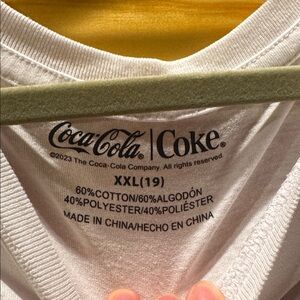 Coca-Cola® | Coke®
©2023 The Coca-Cola Company. All rights reserved
XXL(19)
60%COTTON/60%ALGODÓN
40%POLYESTER/40%POLIÉSTER
MADE IN CHINA/HECHO EN CHINA